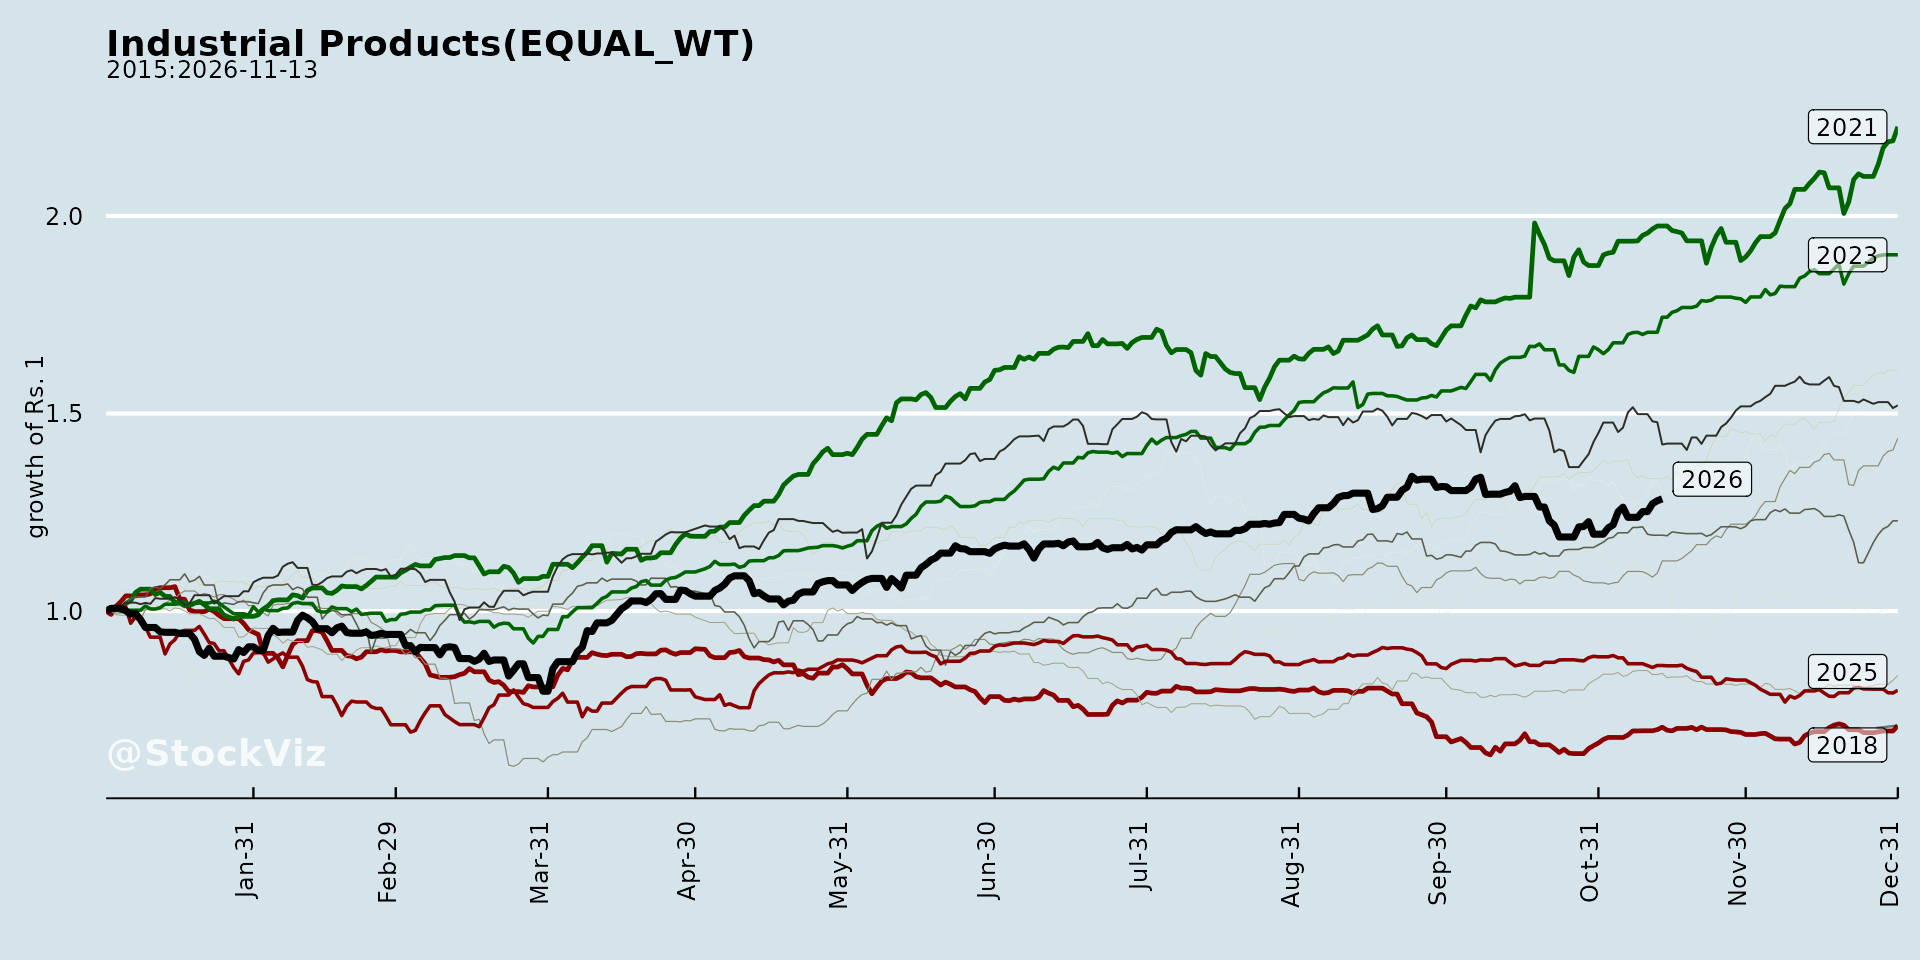 Industrial Products(EQUAL_WT)
2015:2026-11-13
growth of Rs. 1
2.0
1.5
1.0
2021
2023
2026
2025
2018
@StockViz
Jan-31
Feb-29
Mar-31
Apr-30
May-31
Jun-30
Jul-31
Aug-31
Sep-30
Oct-31
Nov-30
Dec-31